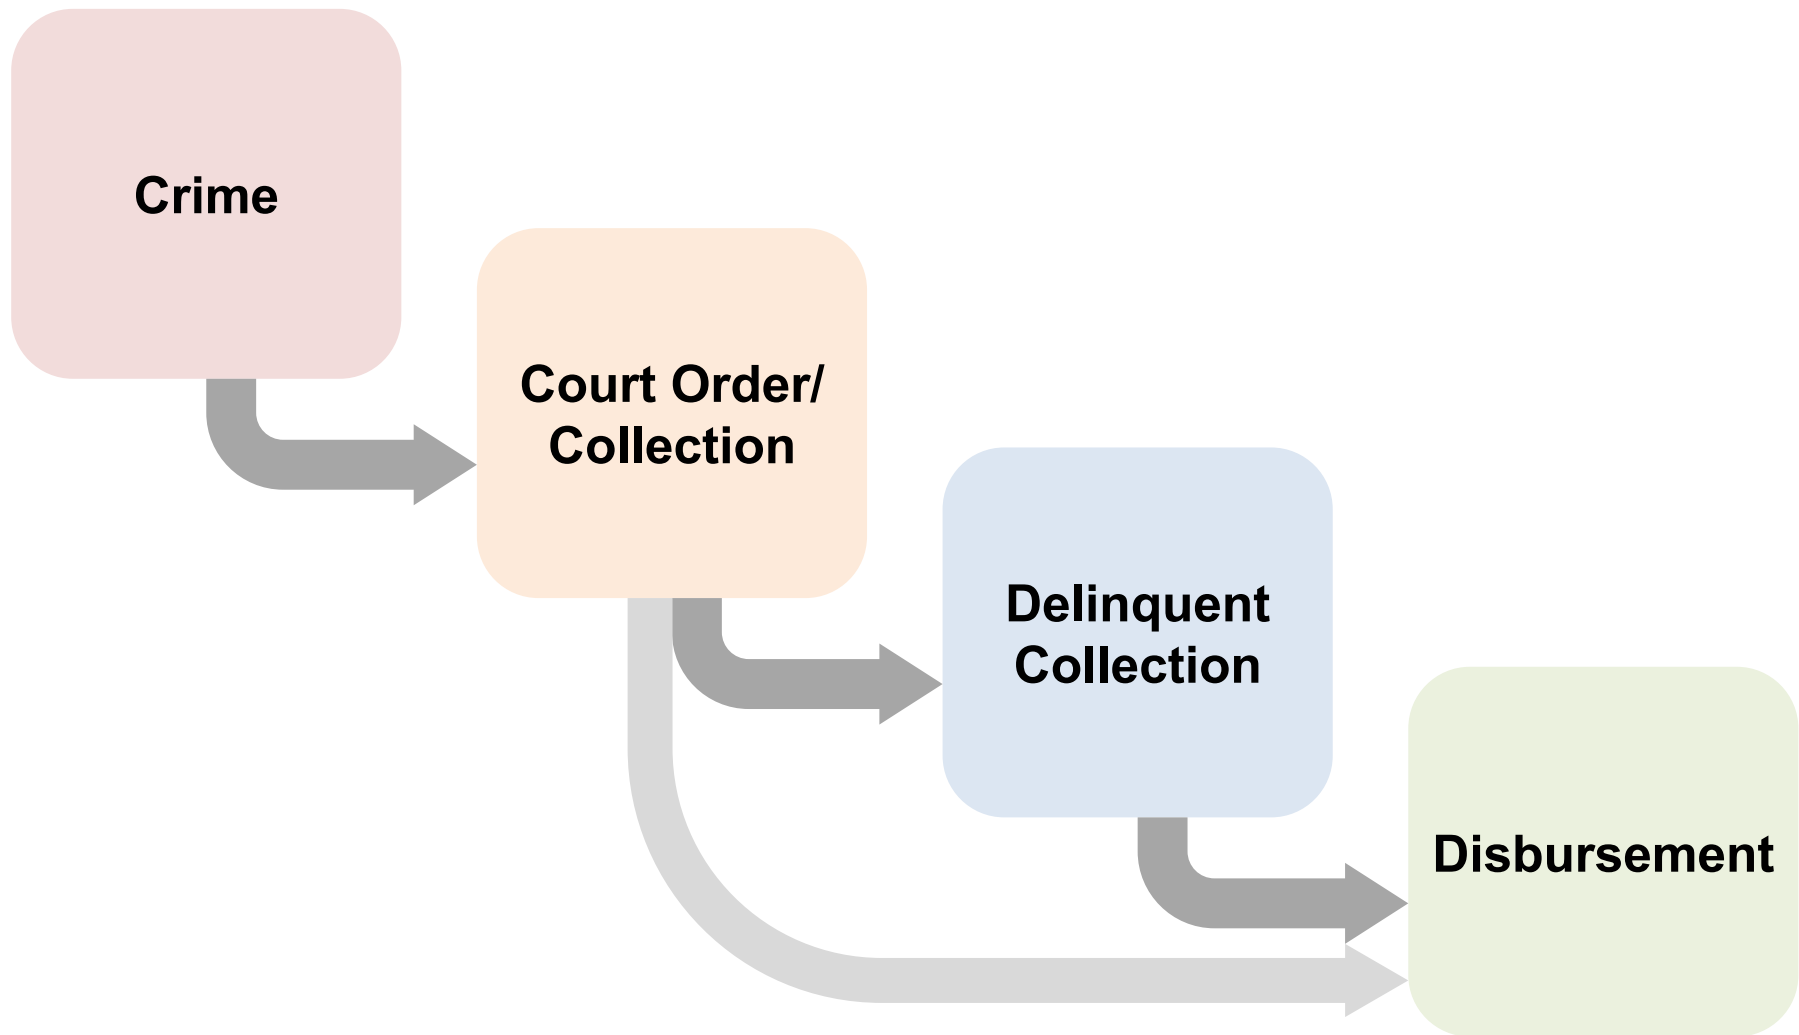 Crime
Court Order/
Collection
Delinquent
Collection
Disbursement